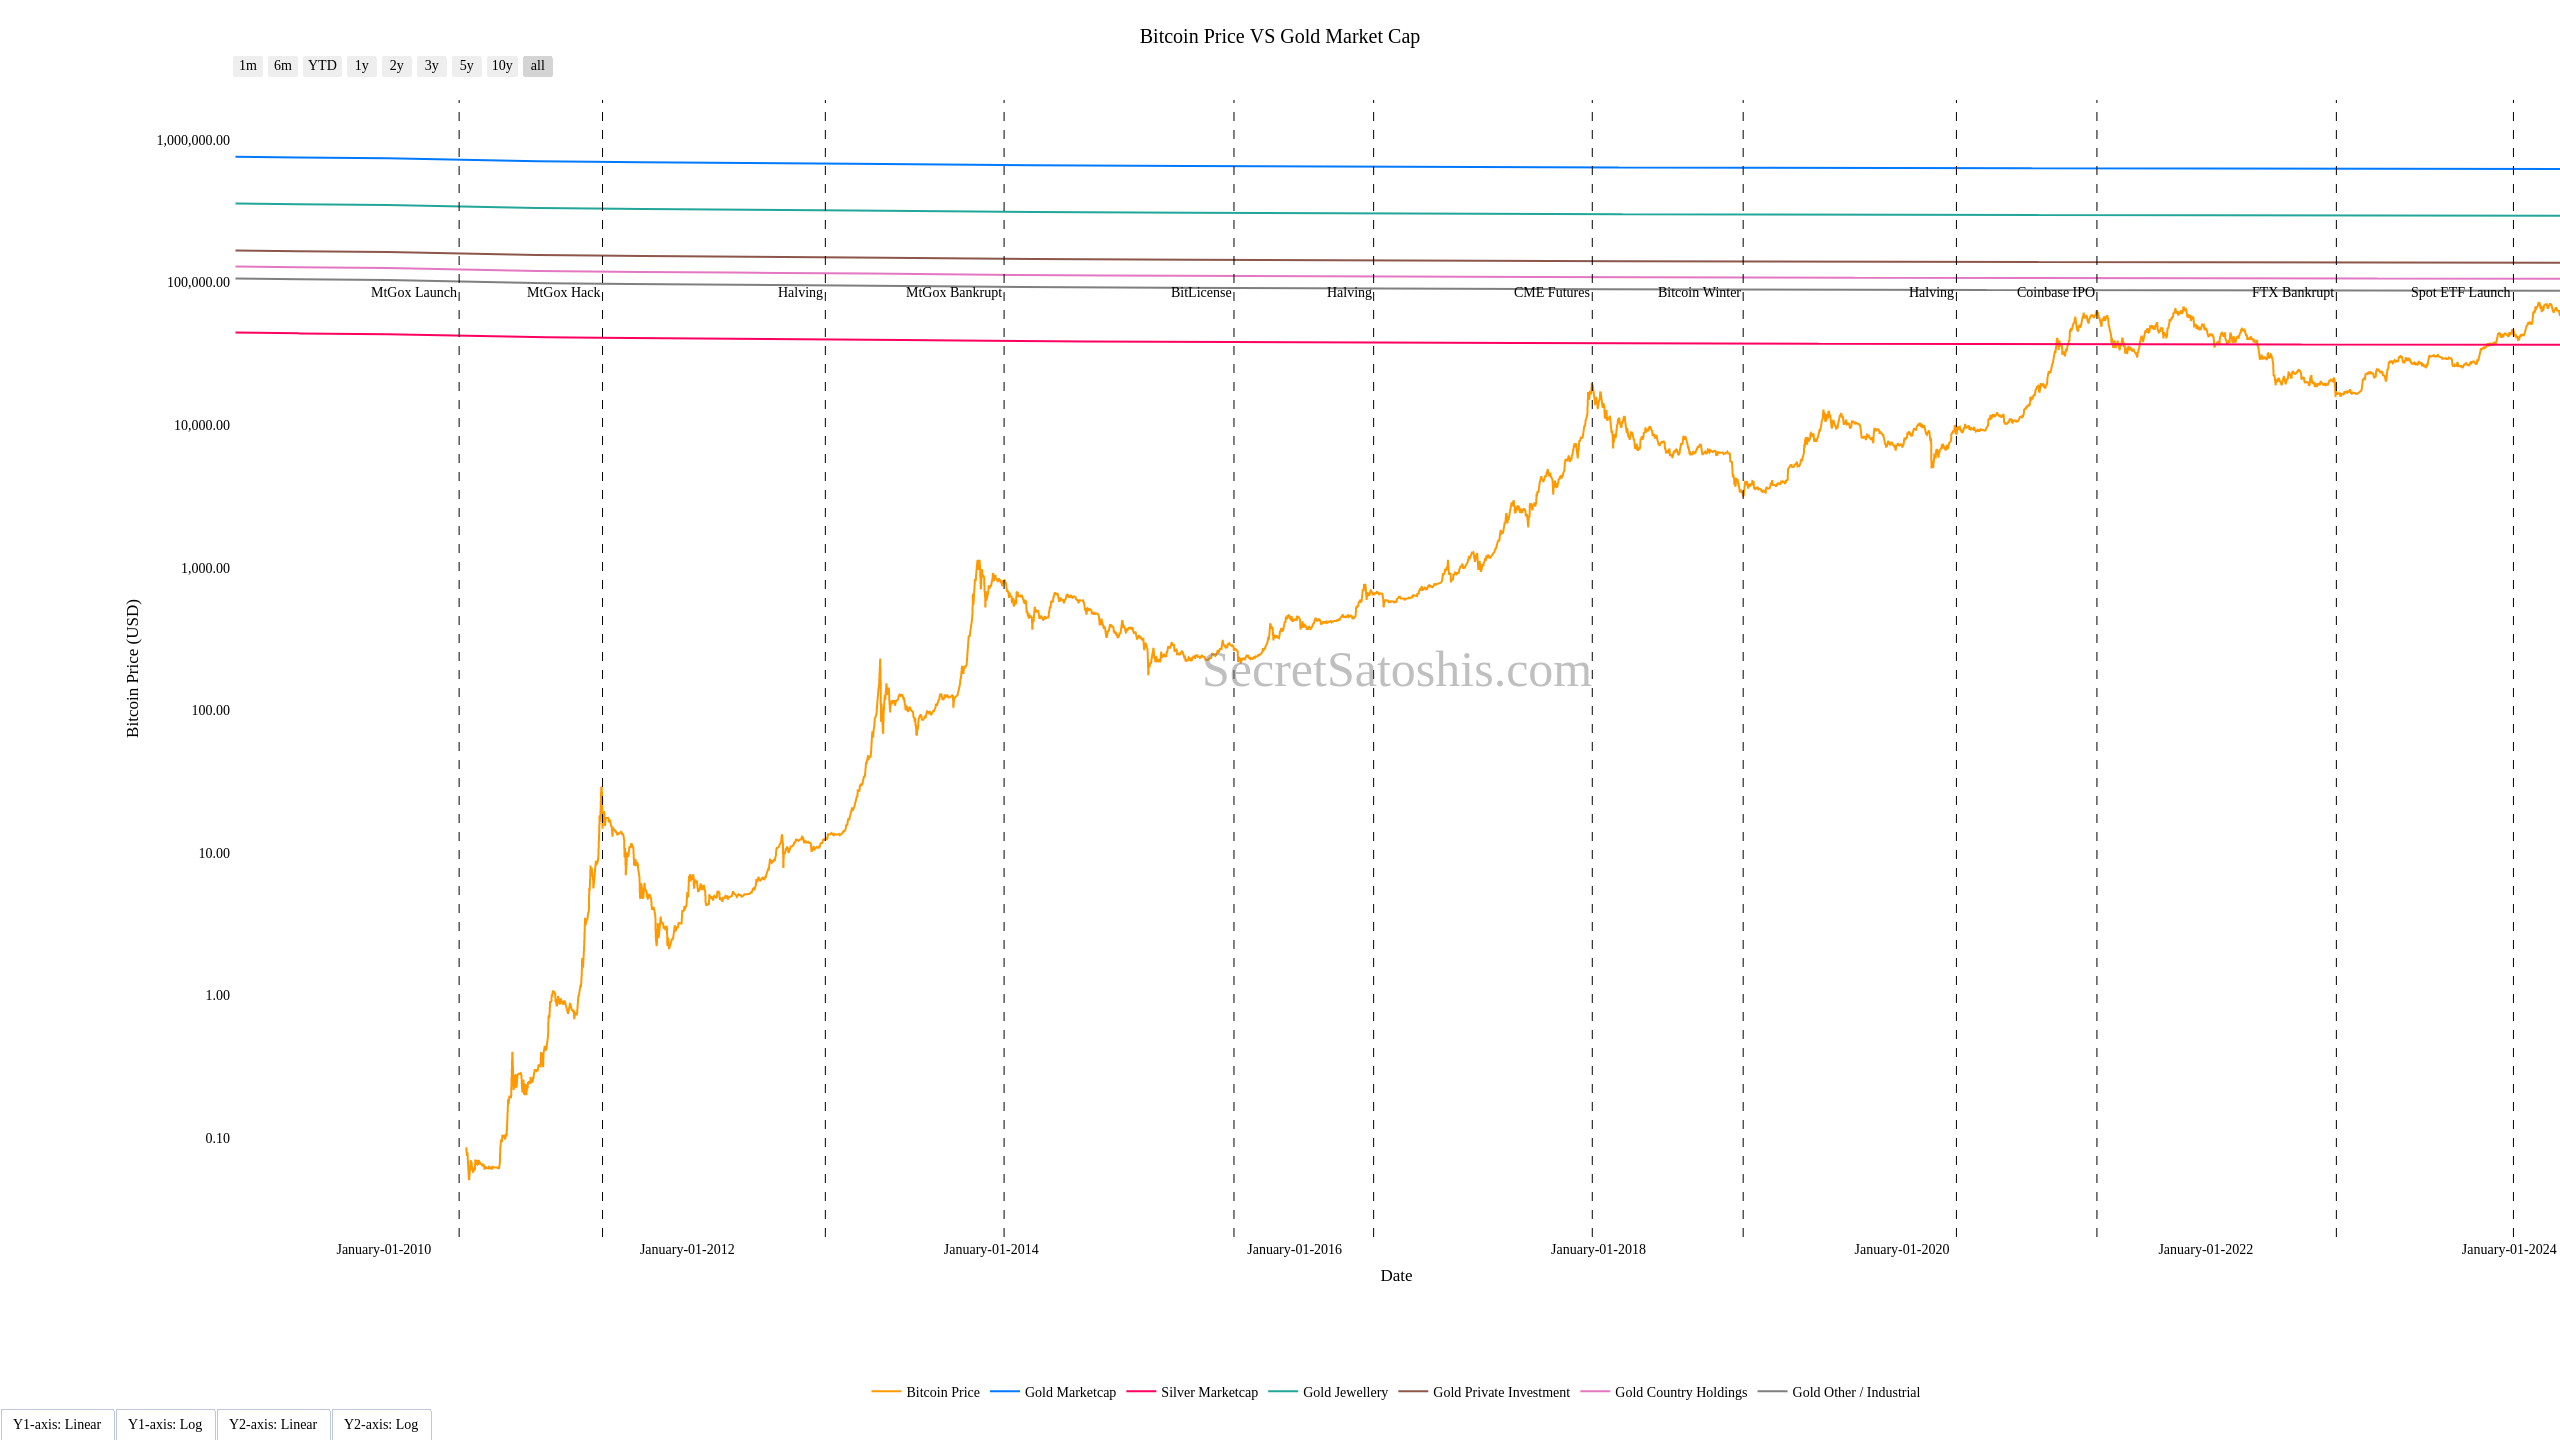 Bitcoin Price VS Gold Market Cap
1m 6m YTD 1y 2y 3y 5y 10y all
1,000,000.00
100,000.00
MtGox Launch MtGox Hack Halving MtGox Bankrupt BitLicense Halving CME Futures Bitcoin Winter Halving Coinbase IPO FTX Bankrupt Spot ETF Launch
10,000.00
1,000.00
Bitcoin Price (USD)
SecretSatoshis.com
100.00
10.00
1.00
0.10
January-01-2010 January-01-2012 January-01-2014 January-01-2016 January-01-2018 January-01-2020 January-01-2022 January-01-2024
Date
Bitcoin Price Gold Marketcap Silver Marketcap Gold Jewellery Gold Private Investment Gold Country Holdings Gold Other / Industrial
Y1-axis: Linear Y1-axis: Log Y2-axis: Linear Y2-axis: Log